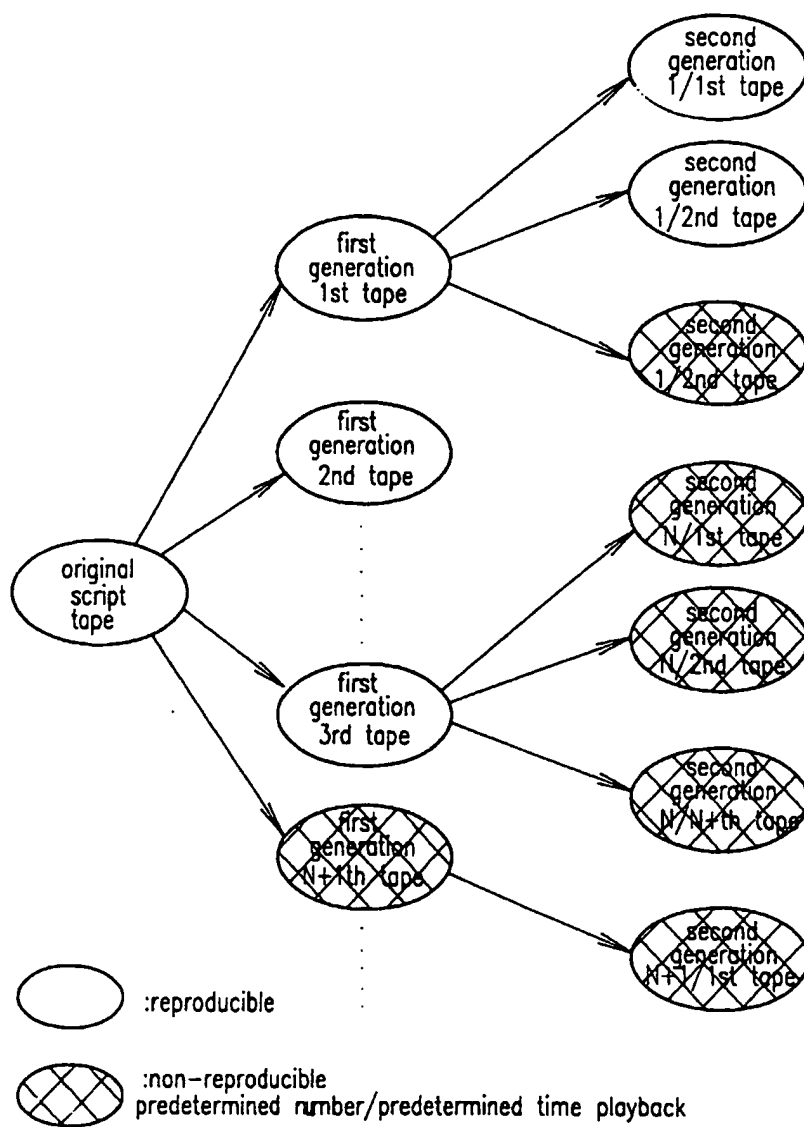 second
generation
1/1st tape
second
generation
1/2nd tape
first
generation
1st tape
second
generation
1/2nd tape
first
generation
2nd tape
second
generation
N/1st tape
original
script
tape
second
generation
N/2nd tape
first
generation
3rd tape
second
generation
N/N+th tape
first
generation
N+1th tape
second
generation
N+1/1st tape
:reproducible
:non-reproducible
predetermined number/predetermined time playback